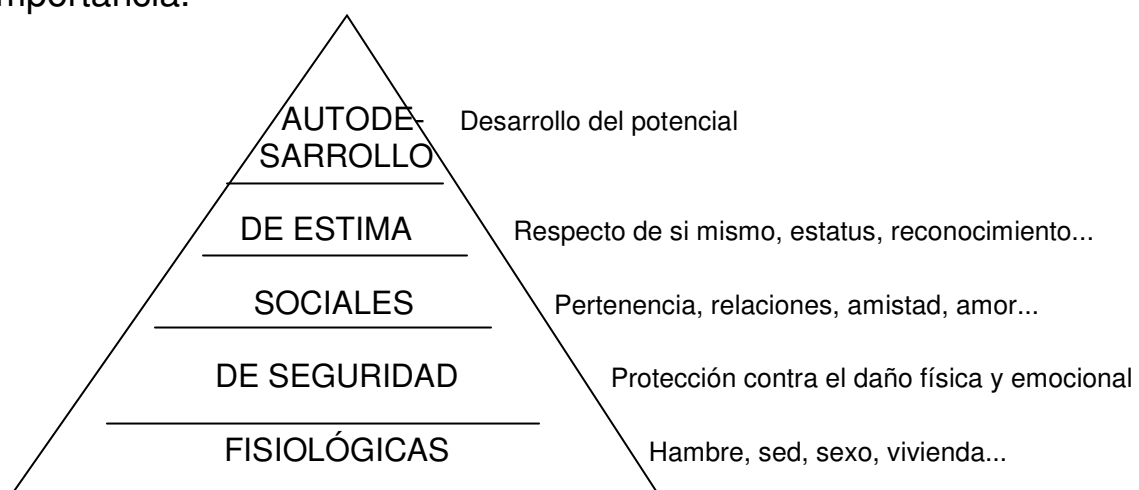 importancia.
AUTODE- Desarrollo del potencial
SARROLLO
DE ESTIMA Respecto de si mismo, estatus, reconocimiento...
SOCIALES Pertenencia, relaciones, amistad, amor...
DE SEGURIDAD Protección contra el daño física y emocional
FISIOLÓGICAS Hambre, sed, sexo, vivienda...